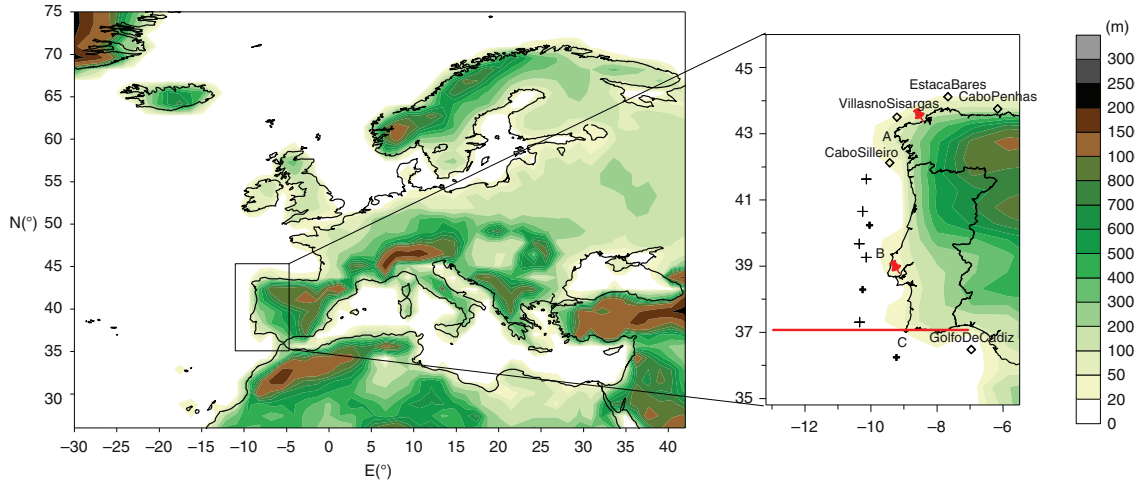 75
70
65
60
55
50
45
40
35
30
N(°)
−30 −25 −20 −15 −10 −5 0 5 10 15 20 25 30 35 40
E(°)
45
43
41
39
37
35
EstacaBares
CaboPenhas
VillasnoSisargas
A
CaboSilleiro
B
C
GolfoDeCadiz
−12 −10 −8 −6
(m)
300
250
200
150
100
800
700
600
500
400
300
200
100
50
20
0